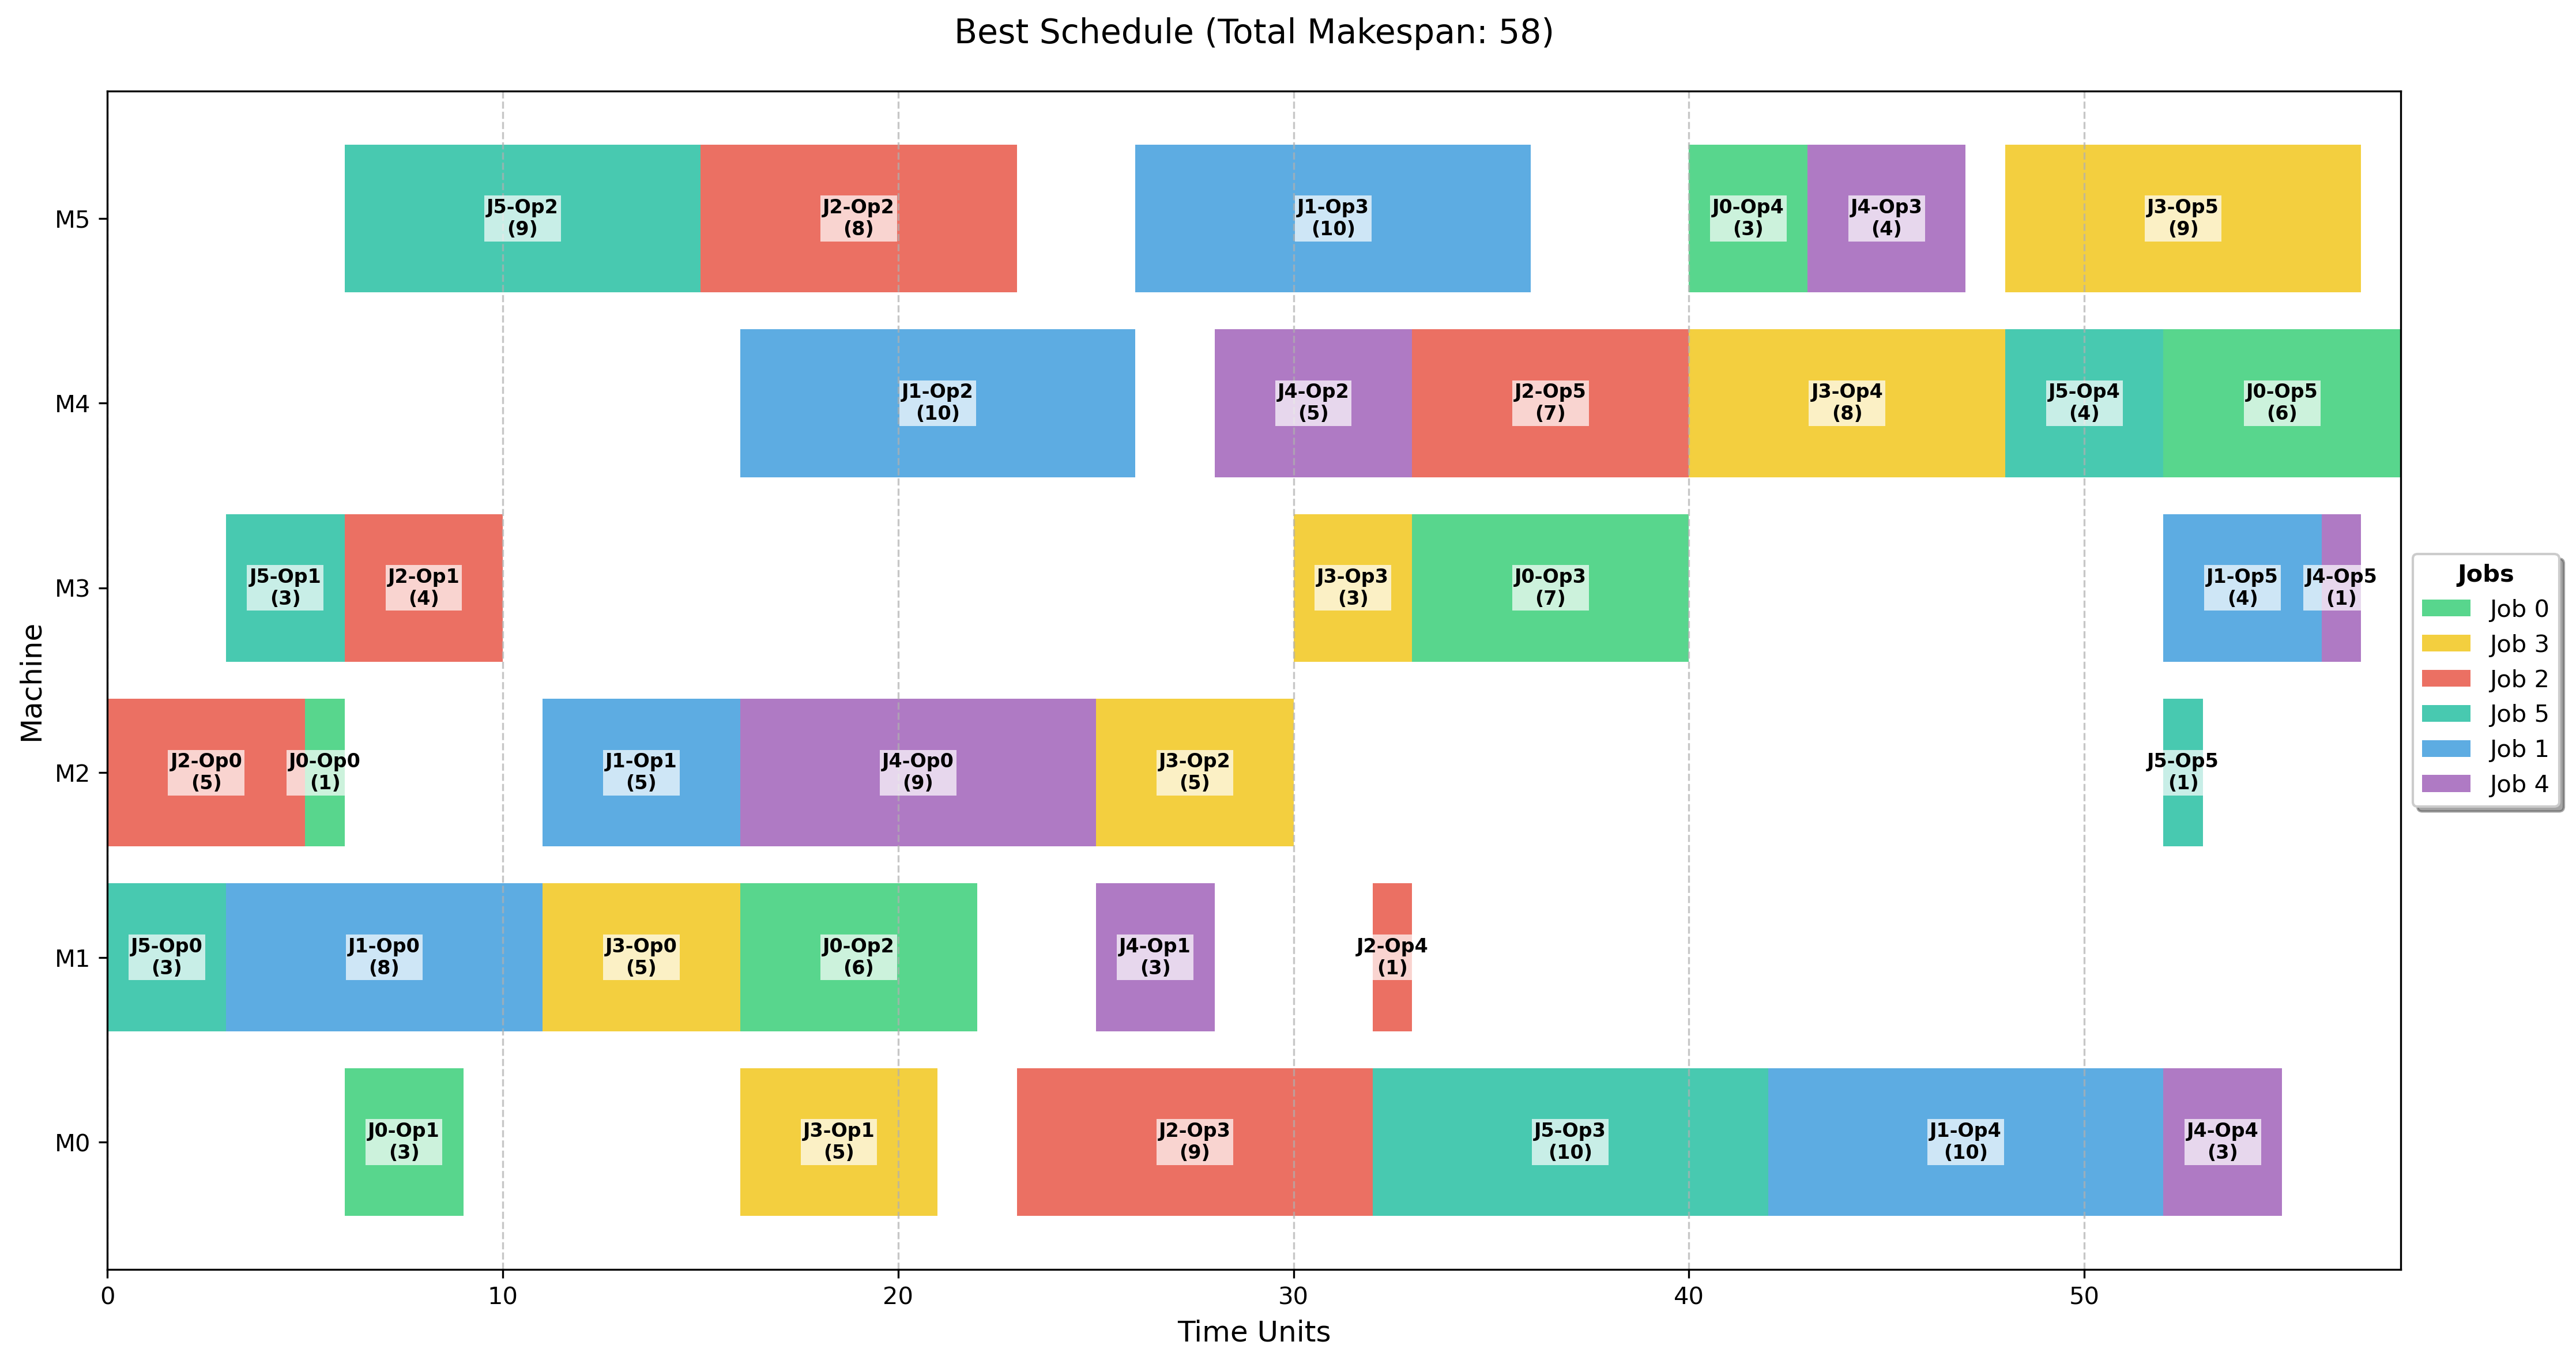 Best Schedule (Total Makespan: 58)
M5
J5-Op2
(9)
J2-Op2
(8)
J1-Op3
(10)
J0-Op4
(3)
J4-Op3
(4)
J3-Op5
(9)
M4
J1-Op2
(10)
J4-Op2
(5)
J2-Op5
(7)
J3-Op4
(8)
J5-Op4
(4)
J0-Op5
(6)
M3
J5-Op1
(3)
J2-Op1
(4)
J3-Op3
(3)
J0-Op3
(7)
J1-Op5
(4)
J4-Op5
(1)
M2
J2-Op0
(5)
J0-Op0
(1)
J1-Op1
(5)
J4-Op0
(9)
J3-Op2
(5)
J5-Op5
(1)
M1
J5-Op0
(3)
J1-Op0
(8)
J3-Op0
(5)
J0-Op2
(6)
J4-Op1
(3)
J2-Op4
(1)
M0
J0-Op1
(3)
J3-Op1
(5)
J2-Op3
(9)
J5-Op3
(10)
J1-Op4
(10)
J4-Op4
(3)
Machine
0 10 20 30 40 50
Time Units
Jobs
Job 0
Job 3
Job 2
Job 5
Job 1
Job 4